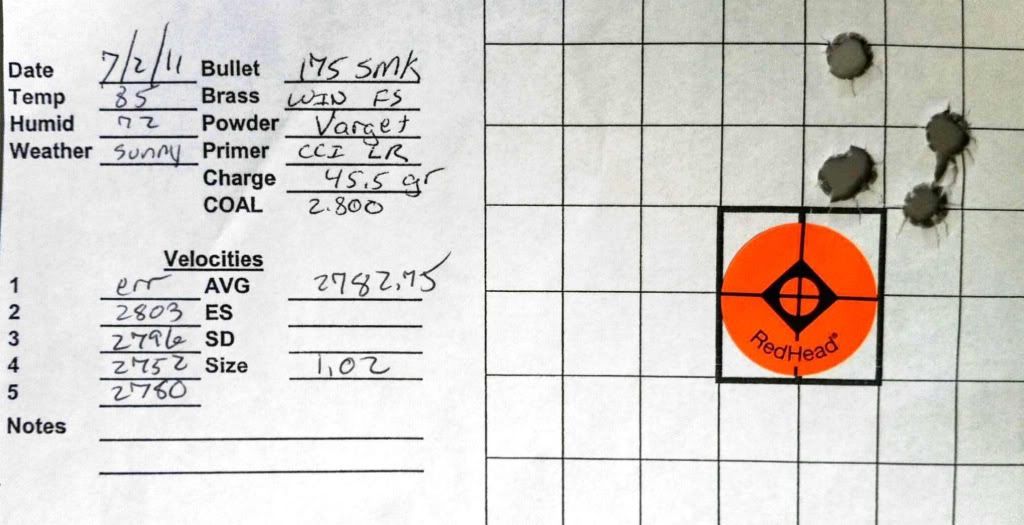 Date 7/2/11 Bullet 175 SMK
Temp 85 Brass WIN FS
Humid 72 Powder Varget
Weather sunny Primer CCI LR
Charge 45.5 gr
COAL 2.800
Velocities
1 err AVG 2782.75
2 2803 ES
3 2796 SD
4 2752 Size 1.02
5 2780
Notes
RedHead®